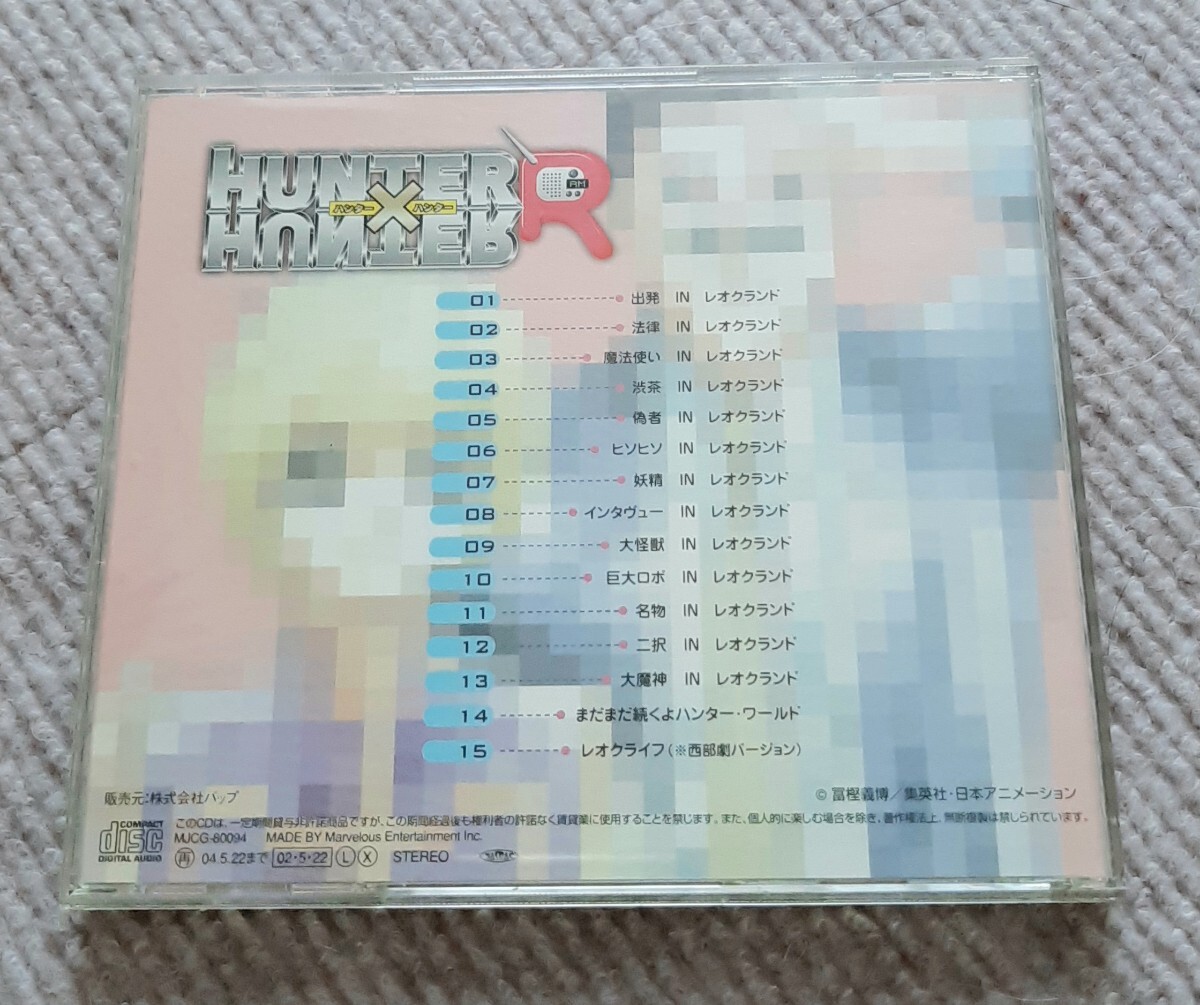 HUNTER R
ハンター×ハンター AM
HUNTER
01 出発 IN レオクランド
02 法律 IN レオクランド
03 魔法使い IN レオクランド
04 渋茶 IN レオクランド
05 偽者 IN レオクランド
06 ヒソヒソ IN レオクランド
07 妖精 IN レオクランド
08 インタヴュー IN レオクランド
09 大怪獣 IN レオクランド
10 巨大ロボ IN レオクランド
11 名物 IN レオクランド
12 二択 IN レオクランド
13 大魔神 IN レオクランド
14 まだまだ続くよハンター・ワールド
15 レオクライフ(※西部劇バージョン)
販売元:株式会社バップ
© 冨樫義博/集英社・日本アニメーション
COMPACT disc DIGITAL AUDIO
このCDは、一定期間貸与非許諾商品ですが、この期間経過後も権利者の許諾なく賃貸業に使用することを禁じます。また、個人的に楽しむ場合を除き、著作権法上、無断複製は禁じられています。
MJCG-80094 MADE BY Marvelous Entertainment Inc.
再 04.5.22まで 02・5・22 L X STEREO